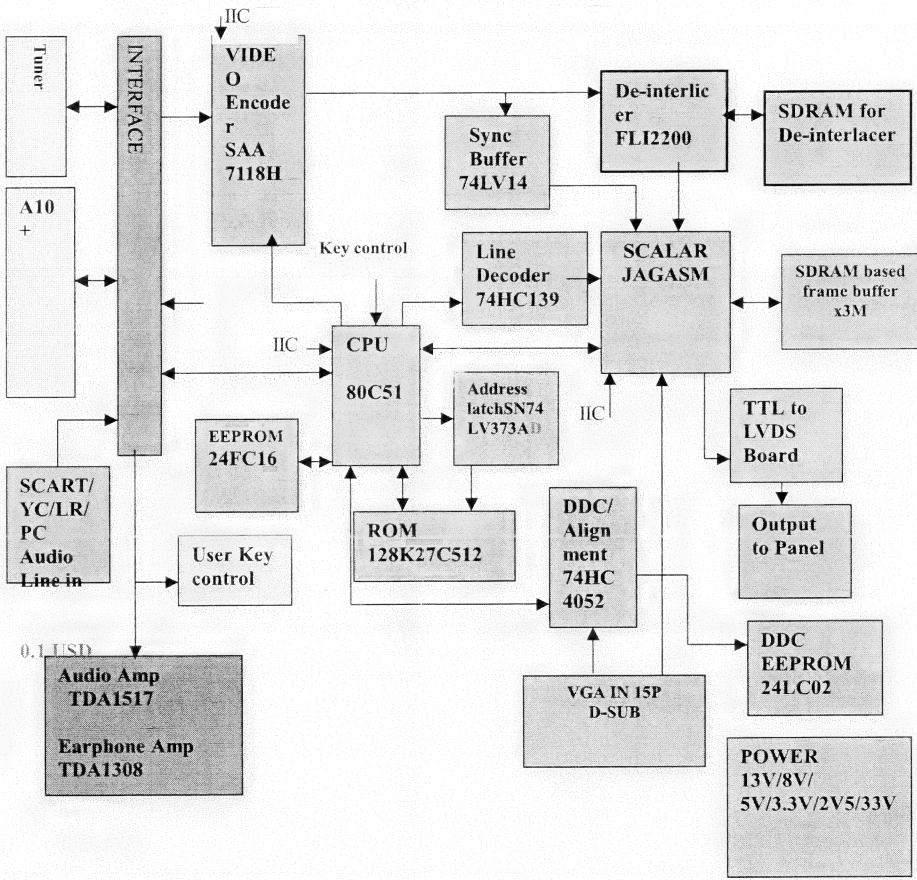 IIC
Tuner
INTERFACE
VIDE
O
Encode
r
SAA
7118H
De-interlic
er
FLI2200
SDRAM for
De-interlacer
Sync
Buffer
74LV14
A10
+
Key control
Line
Decoder
74HC139
SCALAR
JAGASM
SDRAM based
frame buffer
x3M
IIC
CPU
80C51
Address
latchSN74
LV373AD
IIC
TTL to
LVDS
Board
EEPROM
24FC16
SCART/
YC/LR/
PC
Audio
Line in
ROM
128K27C512
DDC/
Align
ment
74HC
4052
Output
to Panel
User Key
control
0.1 USD
Audio Amp
TDA1517
Earphone Amp
TDA1308
VGA IN 15P
D-SUB
DDC
EEPROM
24LC02
POWER
13V/8V/
5V/3.3V/2V5/33V